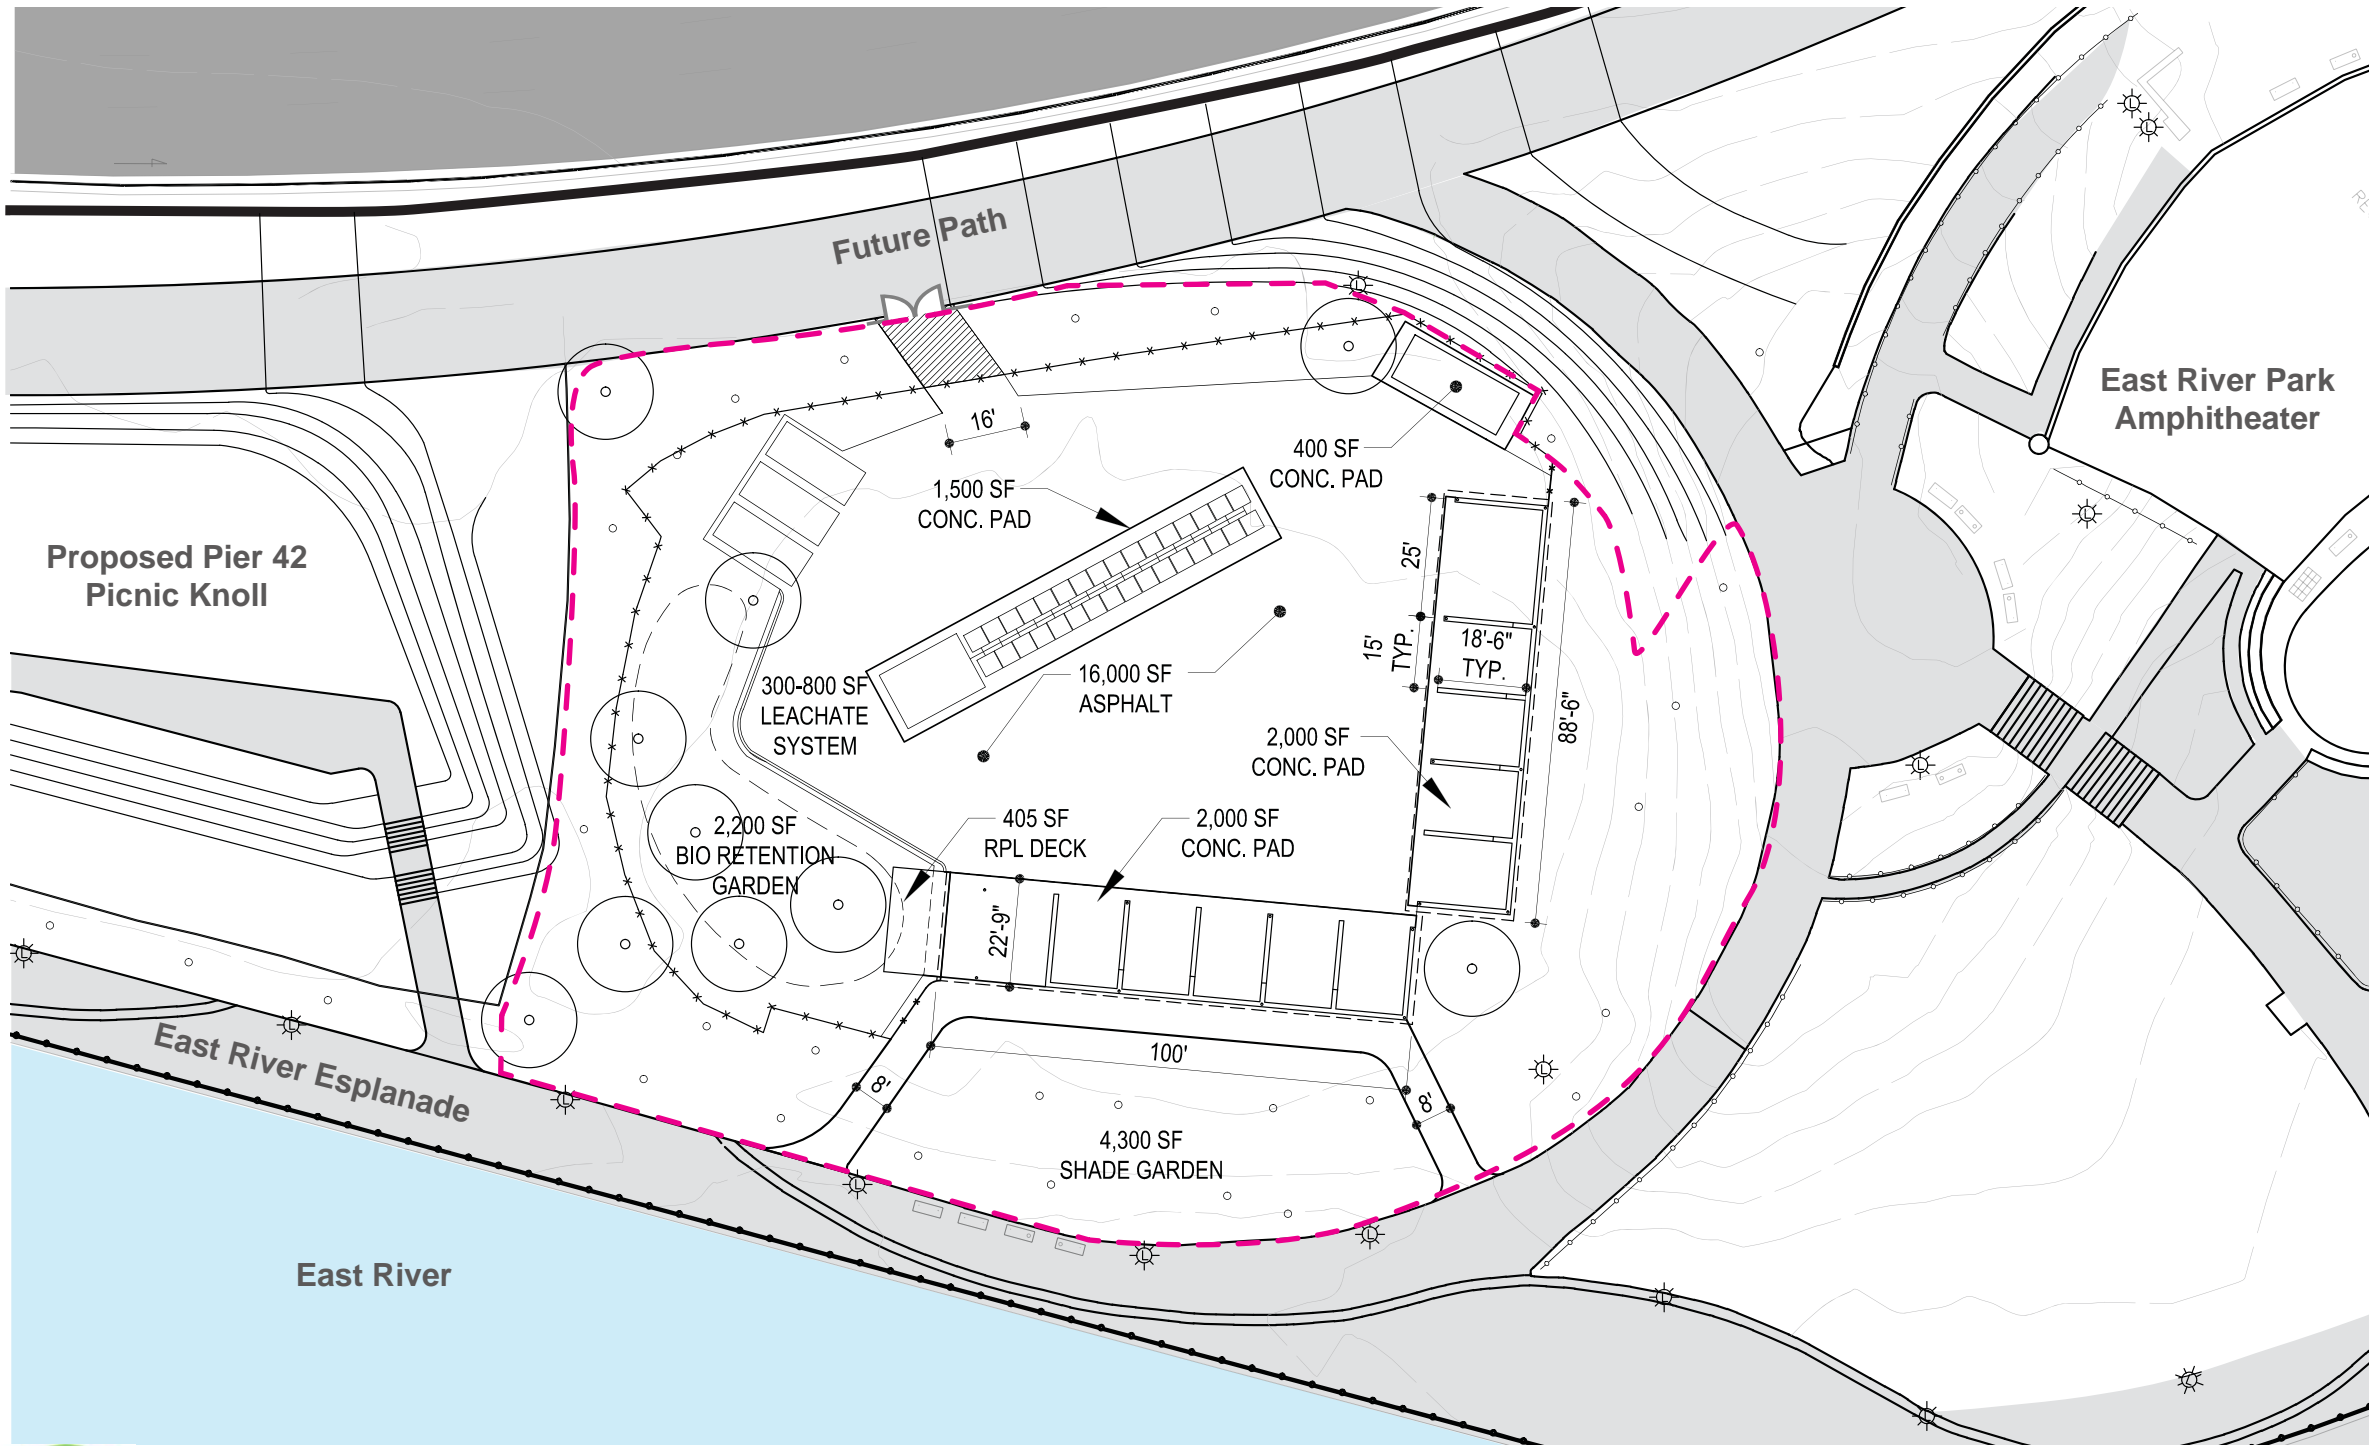 Future Path
East River Park
Amphitheater
16'
400 SF
CONC. PAD
1,500 SF
CONC. PAD
Proposed Pier 42
Picnic Knoll
25'
15'
TYP.
18'-6"
TYP.
88'-6"
300-800 SF
LEACHATE
SYSTEM
16,000 SF
ASPHALT
2,000 SF
CONC. PAD
2,200 SF
BIO RETENTION
GARDEN
405 SF
RPL DECK
2,000 SF
CONC. PAD
22'-9"
100'
8'
8'
East River Esplanade
4,300 SF
SHADE GARDEN
East River